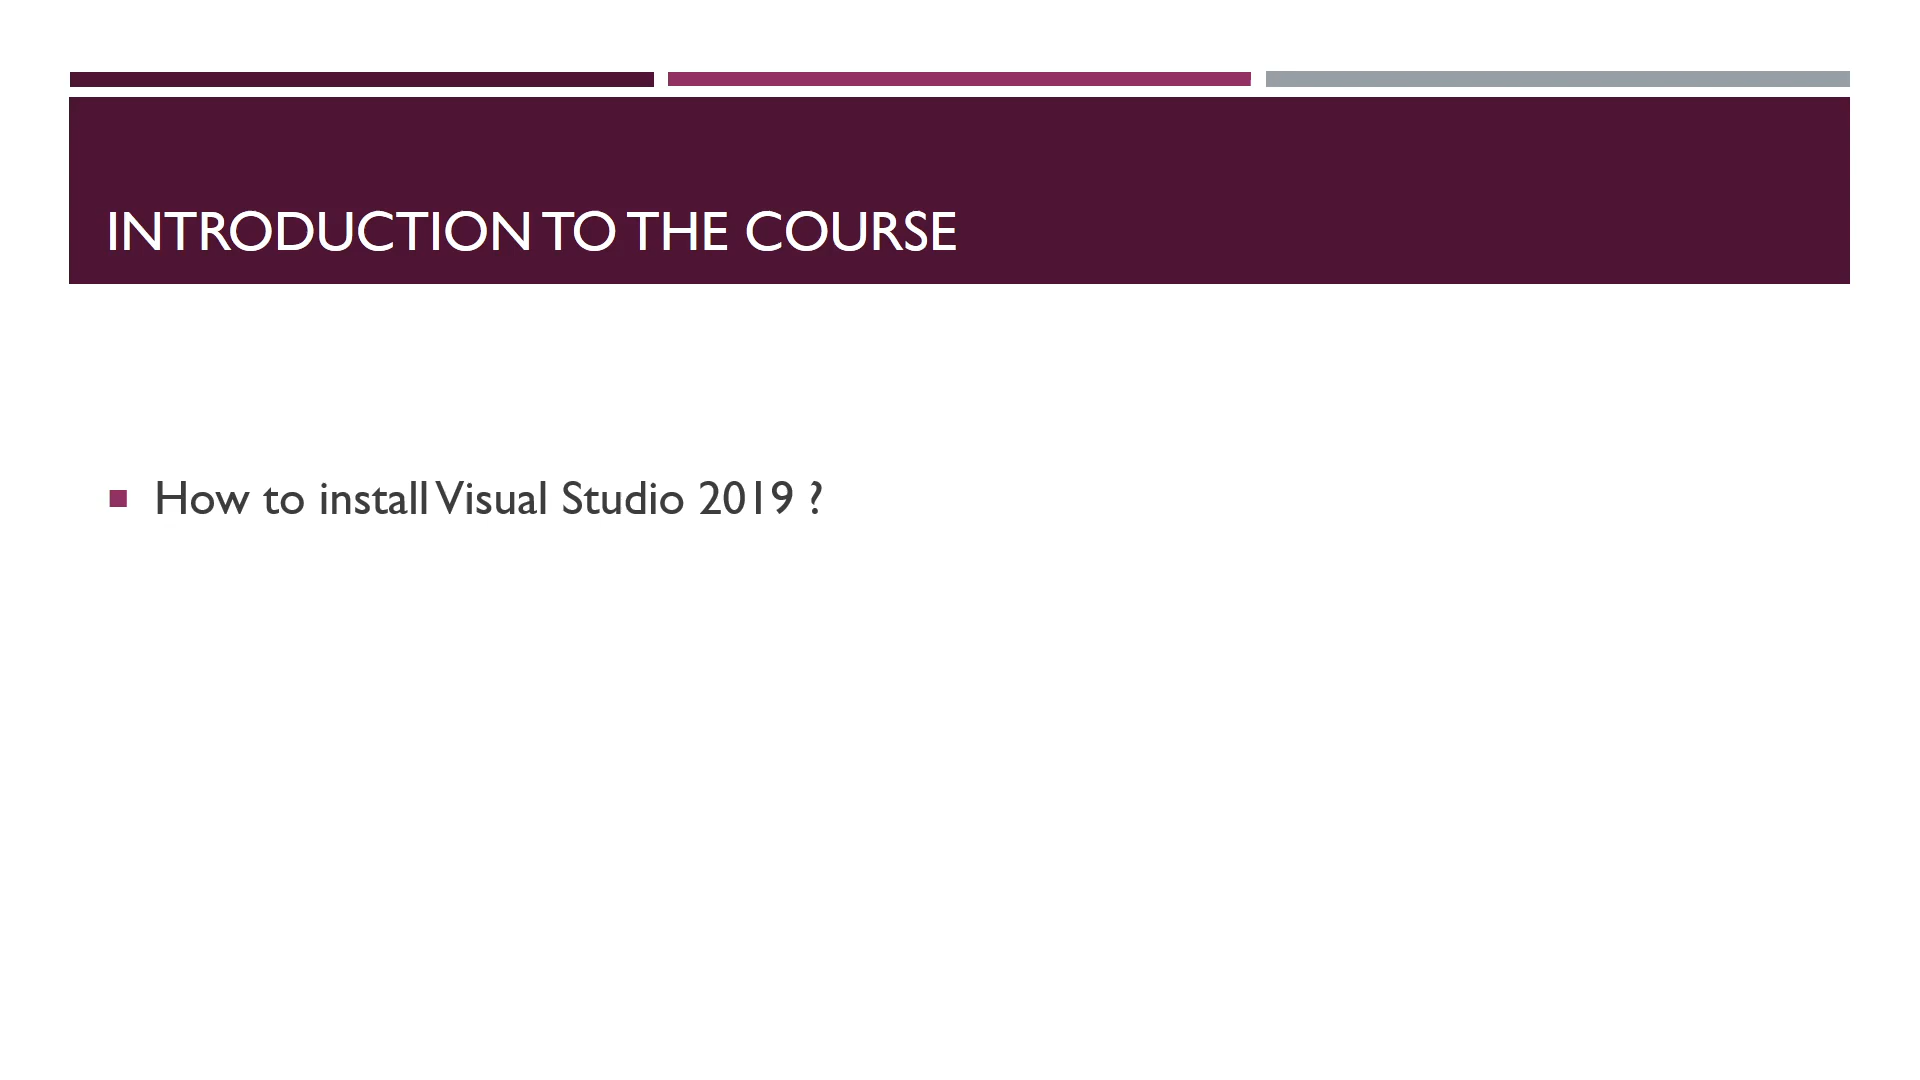 INTRODUCTION TO THE COURSE
How to install Visual Studio 2019 ?